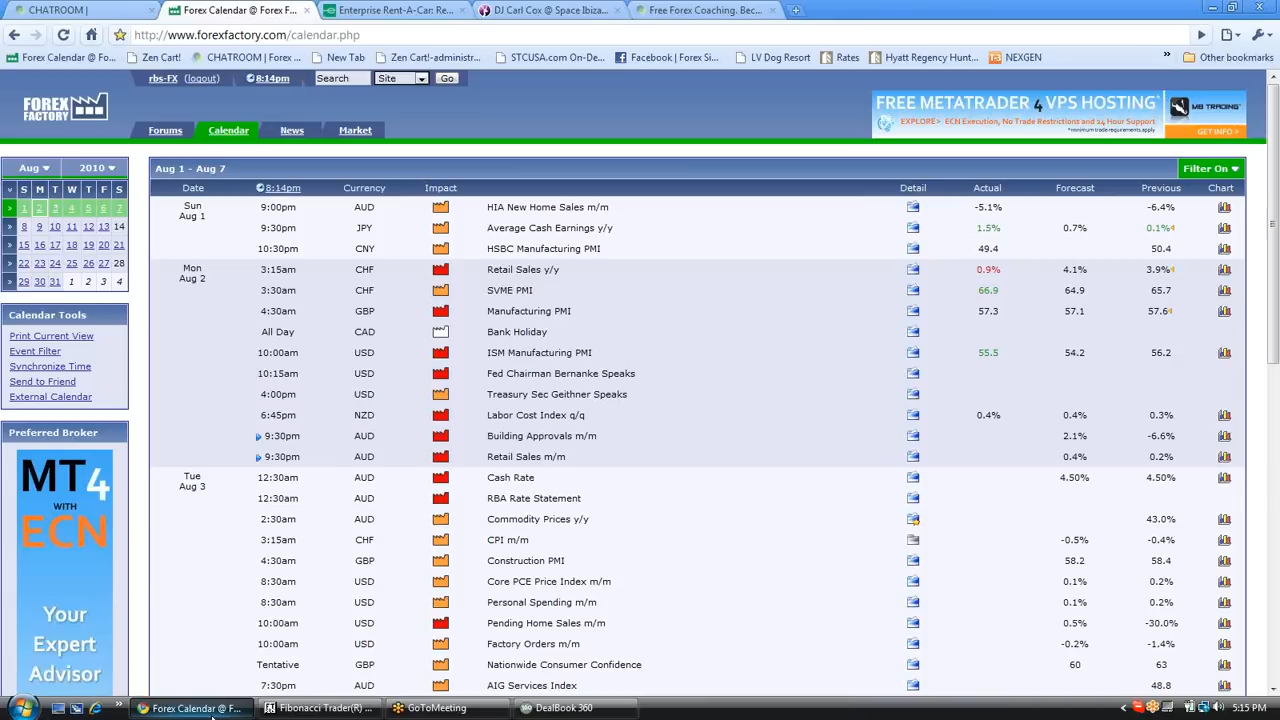 CHATROOM |
Forex Calendar @ Forex F...
Enterprise Rent-A-Car: Re...
DJ Carl Cox @ Space Ibiza...
Free Forex Coaching. Bec...
http://www.forexfactory.com/calendar.php
Forex Calendar @ Fo...
Zen Cart!
CHATROOM | Forex ...
New Tab
Zen Cart!-administr...
STCUSA.com On-De...
Facebook | Forex Si...
LV Dog Resort
Rates
Hyatt Regency Hunt...
NEXGEN
Other bookmarks
rbs-FX (logout) 8:14pm Search Site Go
FOREX FACTORY
Forums Calendar News Market
FREE METATRADER 4 VPS HOSTING
EXPLORE> ECN Execution, No Trade Restrictions and 24 Hour Support
*minimum trade requirements apply
MB TRADING
GET INFO >
Aug 2010
S M T W T F S
1 2 3 4 5 6 7
8 9 10 11 12 13 14
15 16 17 18 19 20 21
22 23 24 25 26 27 28
29 30 31 1 2 3 4
Calendar Tools
Print Current View
Event Filter
Synchronize Time
Send to Friend
External Calendar
Preferred Broker
MT4
WITH
ECN
Your
Expert
Advisor
Aug 1 - Aug 7 Filter On
Date 8:14pm Currency Impact Detail Actual Forecast Previous Chart
Sun Aug 1 9:00pm AUD HIA New Home Sales m/m -5.1% -6.4%
9:30pm JPY Average Cash Earnings y/y 1.5% 0.7% 0.1%
10:30pm CNY HSBC Manufacturing PMI 49.4 50.4
Mon Aug 2 3:15am CHF Retail Sales y/y 0.9% 4.1% 3.9%
3:30am CHF SVME PMI 66.9 64.9 65.7
4:30am GBP Manufacturing PMI 57.3 57.1 57.6
All Day CAD Bank Holiday
10:00am USD ISM Manufacturing PMI 55.5 54.2 56.2
10:15am USD Fed Chairman Bernanke Speaks
4:00pm USD Treasury Sec Geithner Speaks
6:45pm NZD Labor Cost Index q/q 0.4% 0.4% 0.3%
9:30pm AUD Building Approvals m/m 2.1% -6.6%
9:30pm AUD Retail Sales m/m 0.4% 0.2%
Tue Aug 3 12:30am AUD Cash Rate 4.50% 4.50%
12:30am AUD RBA Rate Statement
2:30am AUD Commodity Prices y/y 43.0%
3:15am CHF CPI m/m -0.5% -0.4%
4:30am GBP Construction PMI 58.2 58.4
8:30am USD Core PCE Price Index m/m 0.1% 0.2%
8:30am USD Personal Spending m/m 0.1% 0.2%
10:00am USD Pending Home Sales m/m 0.5% -30.0%
10:00am USD Factory Orders m/m -0.2% -1.4%
Tentative GBP Nationwide Consumer Confidence 60 63
7:30pm AUD AIG Services Index 48.8
Forex Calendar @ F...
Fibonacci Trader(R) ...
GoToMeeting
DealBook 360
5:15 PM